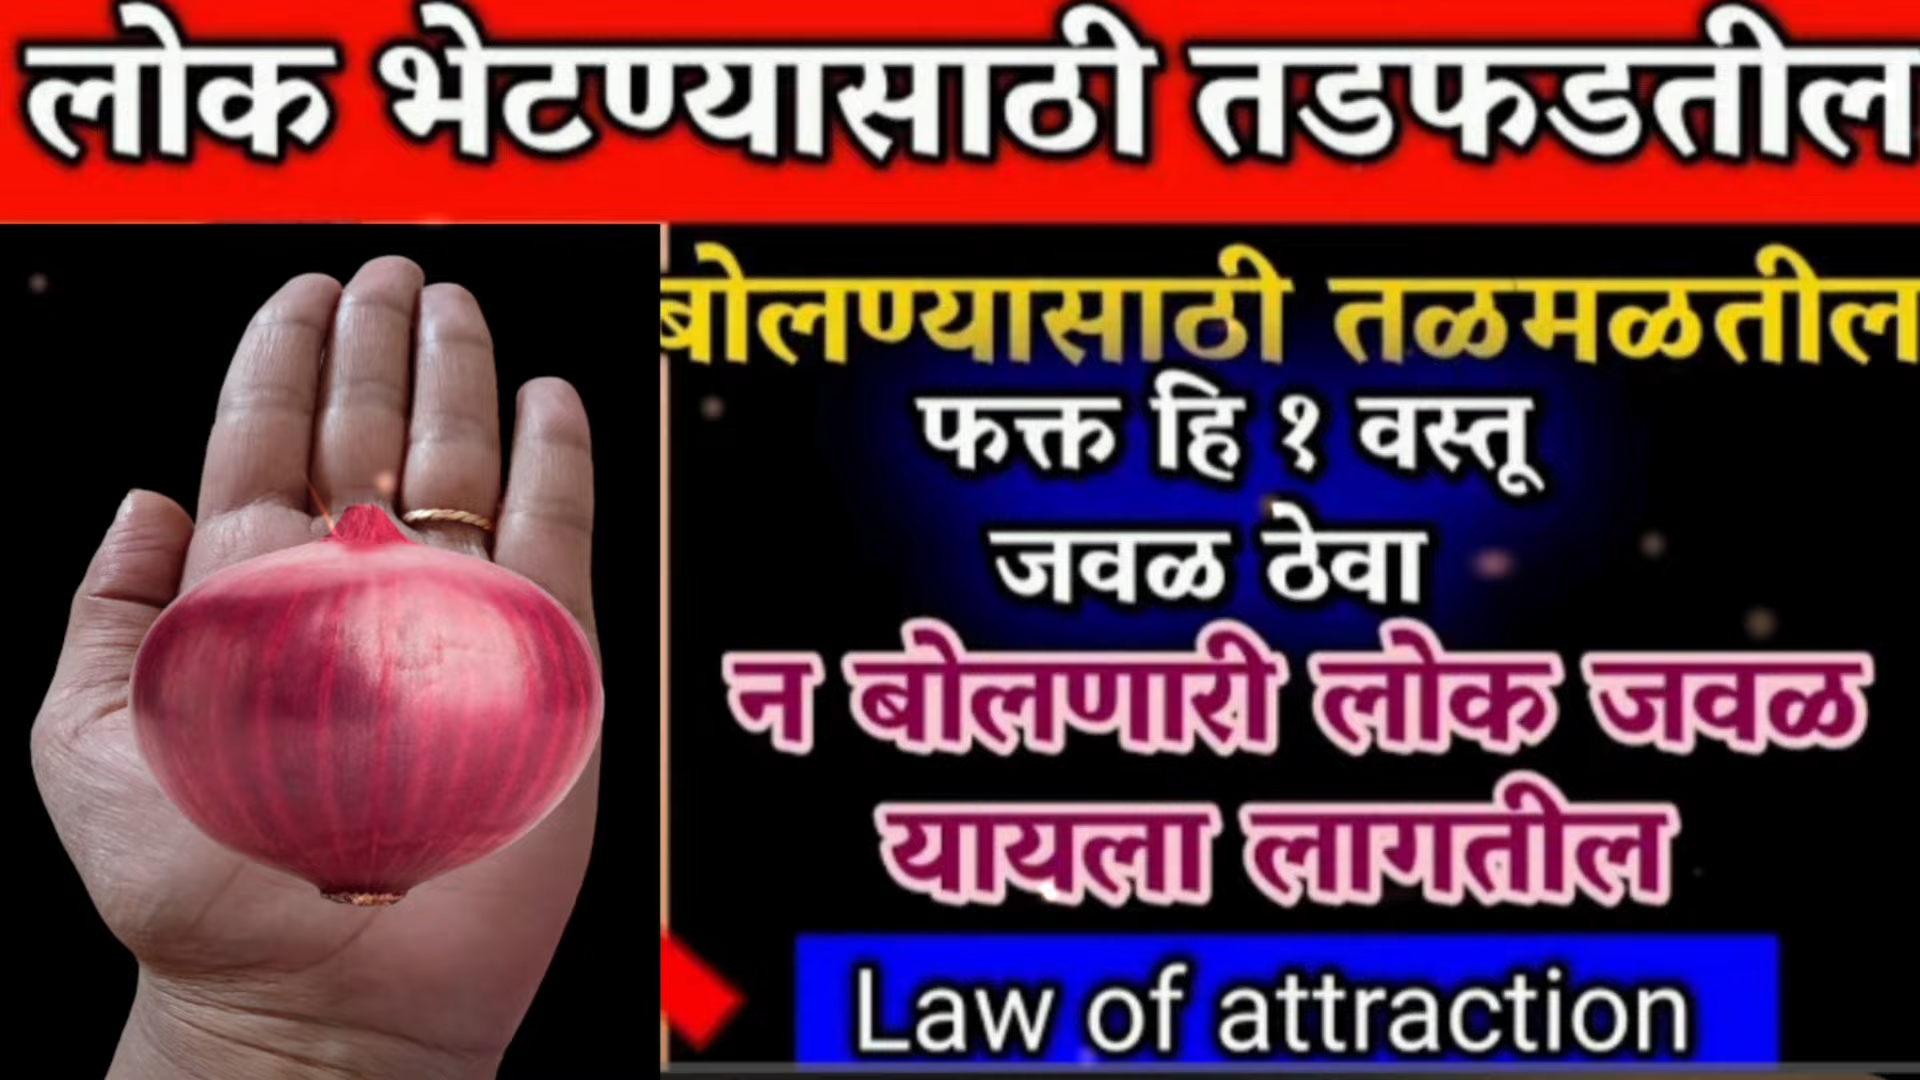 लोक भेटण्यासाठी तडफडतील
बोलण्यासाठी तळमळतील
फक्त हि १ वस्तू
जवळ ठेवा
न बोलणारी लोक जवळ
यायला लागतील
Law of attraction